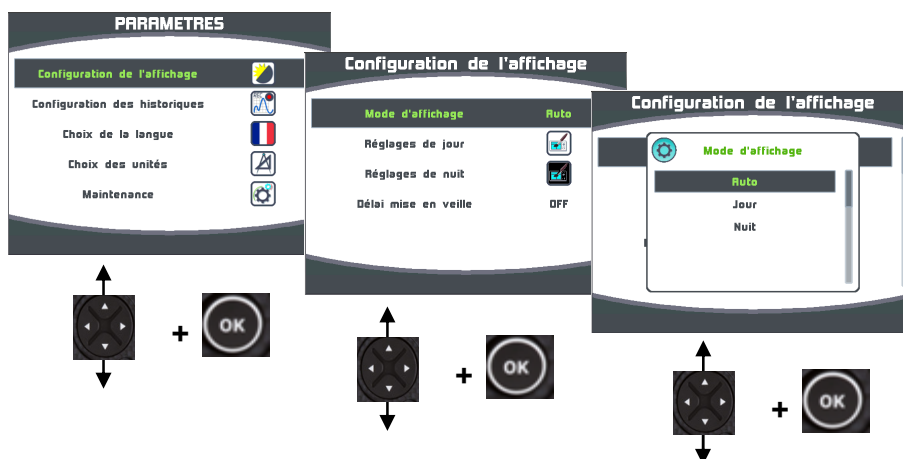 PARAMETRES
Configuration de l'affichage
Configuration des historiques
Choix de la langue
Choix des unités
Maintenance
+ OK
Configuration de l'affichage
Mode d'affichage Auto
Réglages de jour
Réglages de nuit
Délai mise en veille OFF
+ OK
Configuration de l'affichage
Mode d'affichage
Auto
Jour
Nuit
+ OK